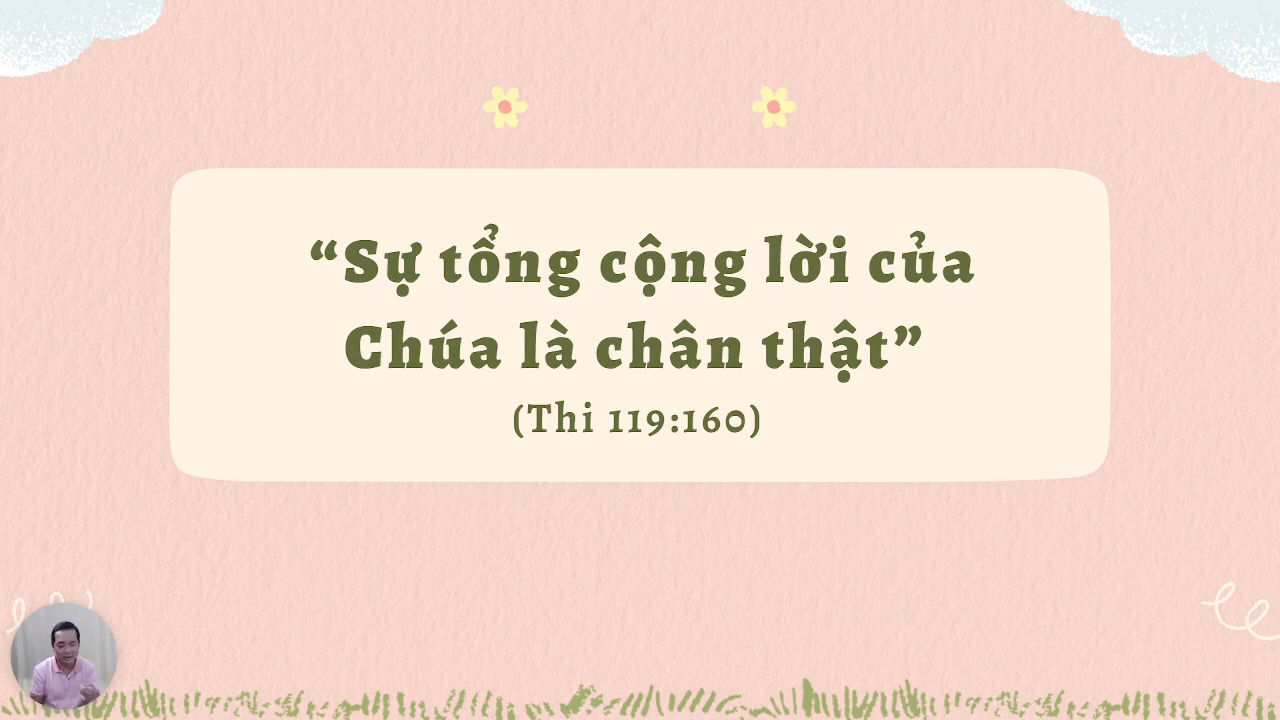 “Sự tổng cộng lời của
Chúa là chân thật”
(Thi 119:160)